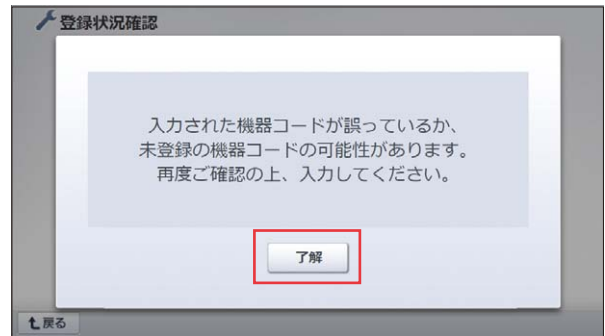 登録状況確認
入力された機器コードが誤っているか、
未登録の機器コードの可能性があります。
再度ご確認の上、入力してください。
了解
戻る